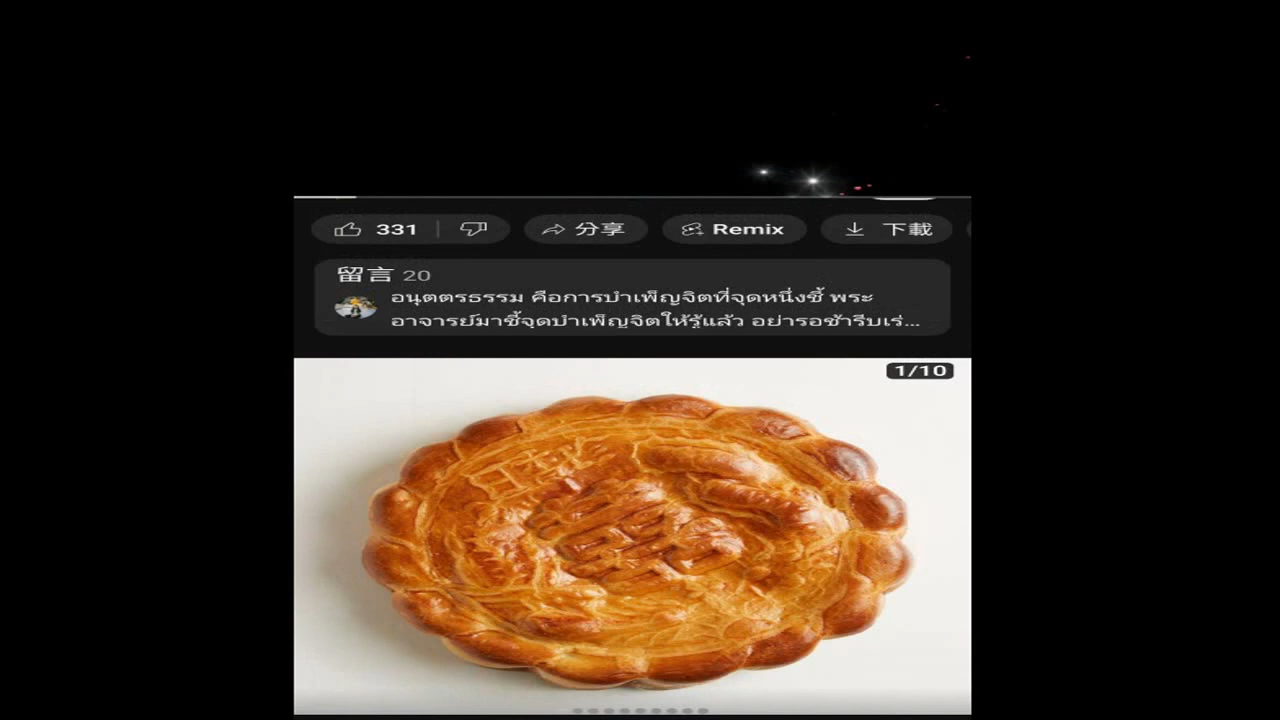 331
分享
Remix
下載
留言 20
อนุตตรธรรม คือการบำเพ็ญจิตที่จุดหนึ่งชี้ พระ
อาจารย์มาชี้จุดบำเพ็ญจิตให้รู้แล้ว อย่ารอช้ารีบเร่...
1/10
囍